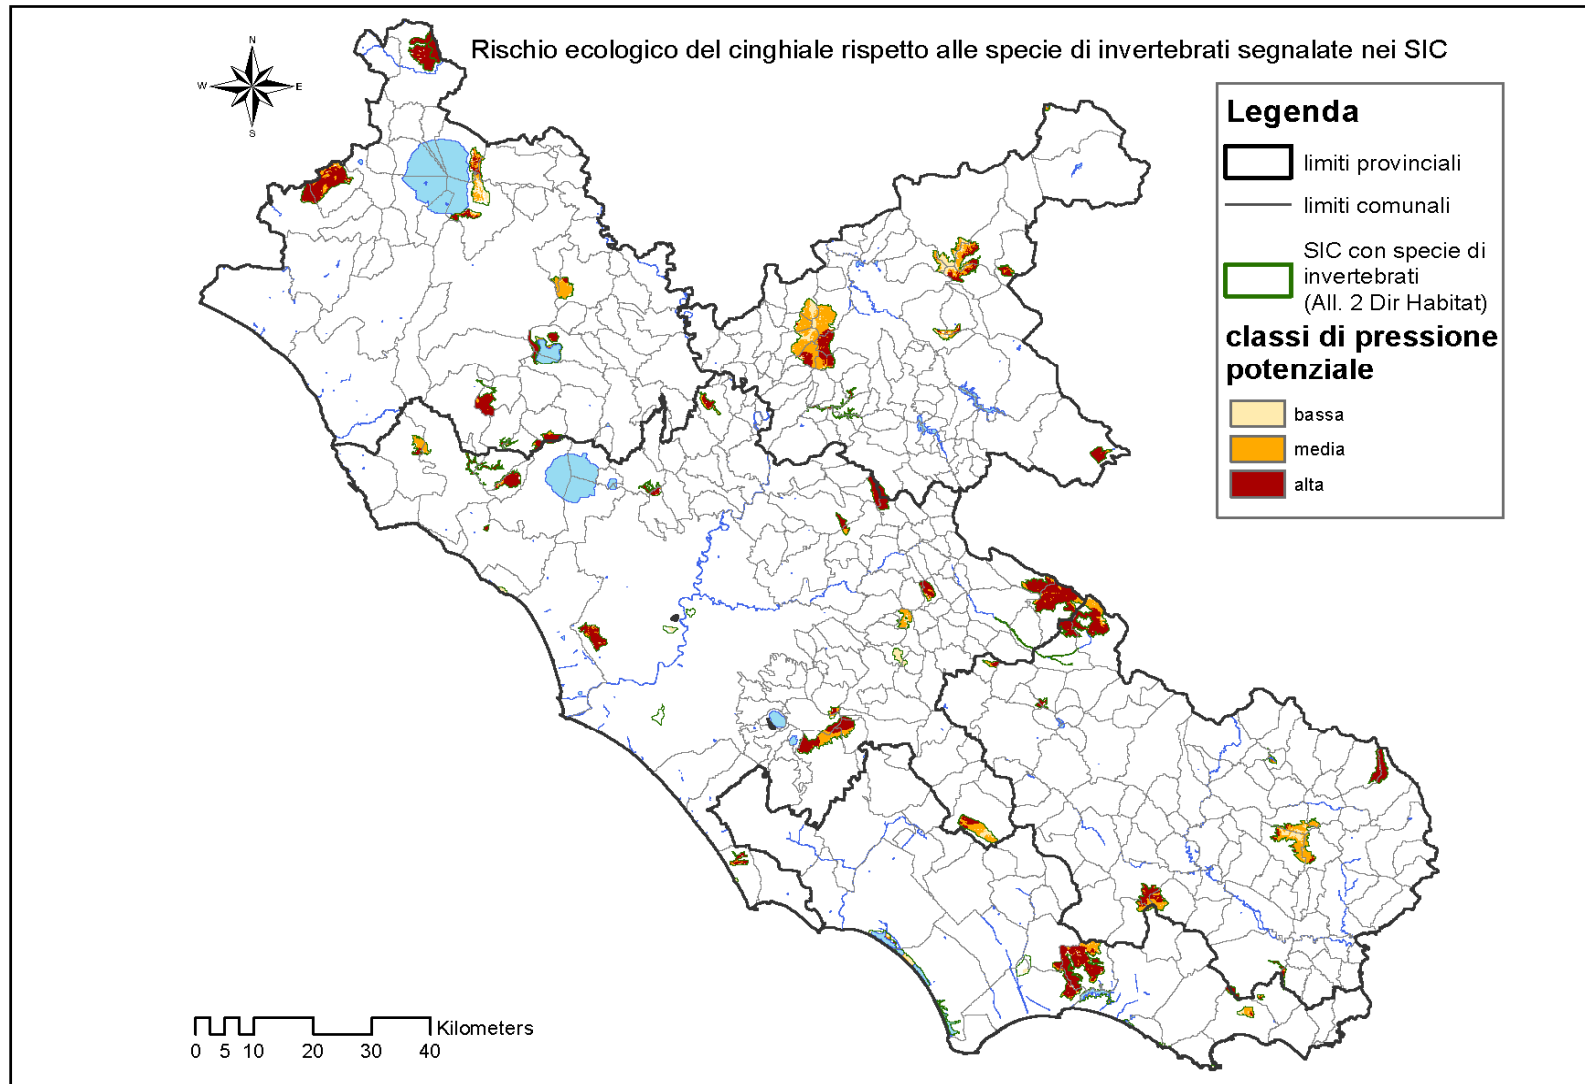 Rischio ecologico del cinghiale rispetto alle specie di invertebrati segnalate nei SIC
N
W
E
S
Legenda
limiti provinciali
limiti comunali
SIC con specie di
invertebrati
(All. 2 Dir Habitat)
classi di pressione
potenziale
bassa
media
alta
Kilometers
0 5 10 20 30 40